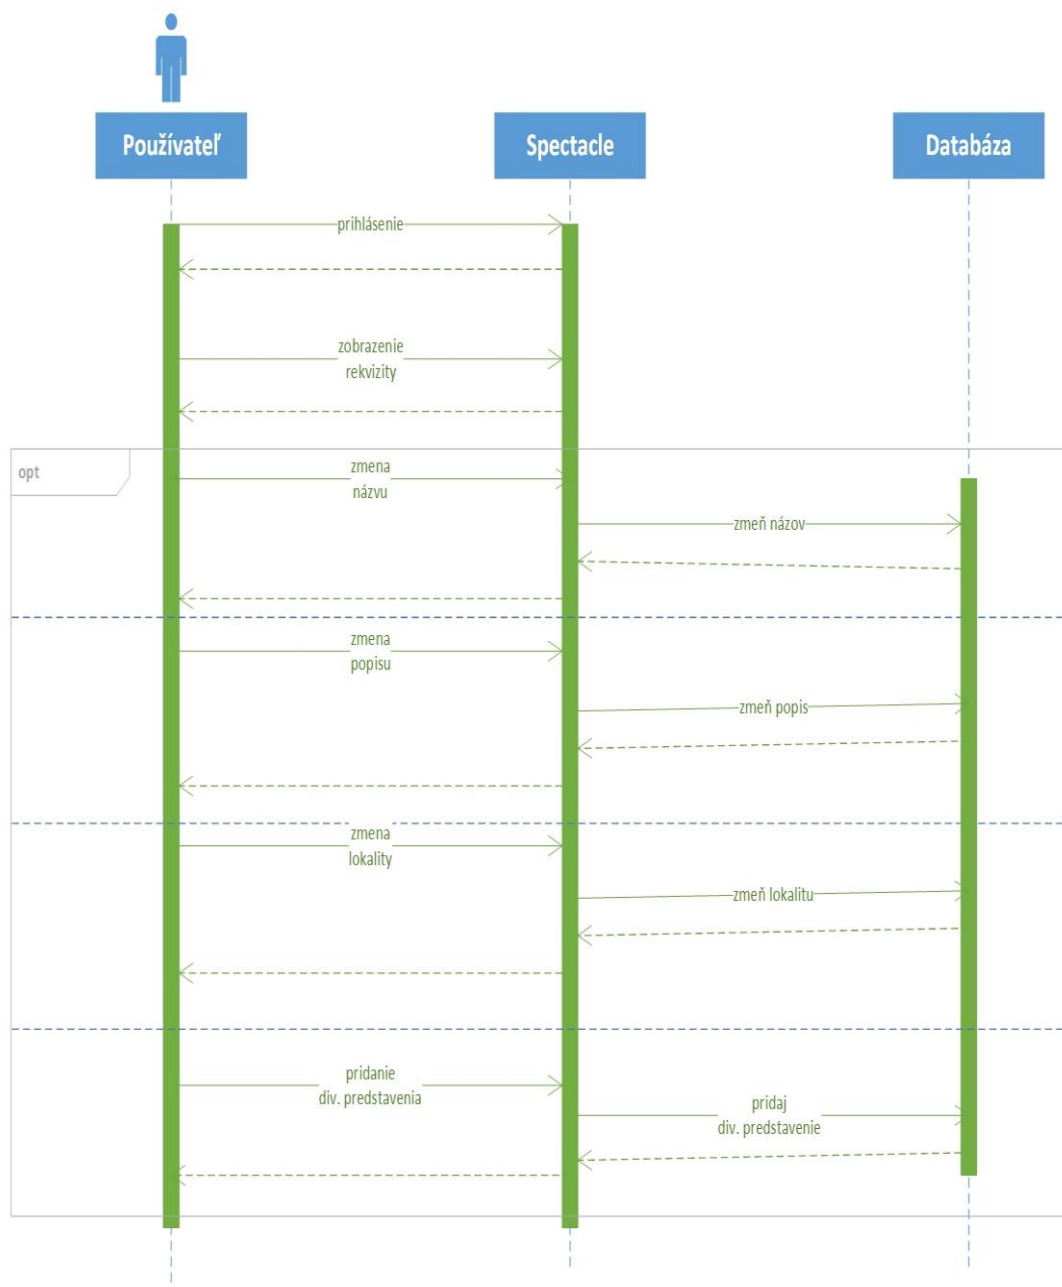 Používateľ
Spectacle
Databáza
prihlásenie
zobrazenie
rekvizity
opt
zmena
názvu
zmeň názov
zmena
popisu
zmeň popis
zmena
lokality
zmeň lokalitu
pridanie
div. predstavenia
pridaj
div. predstavenie